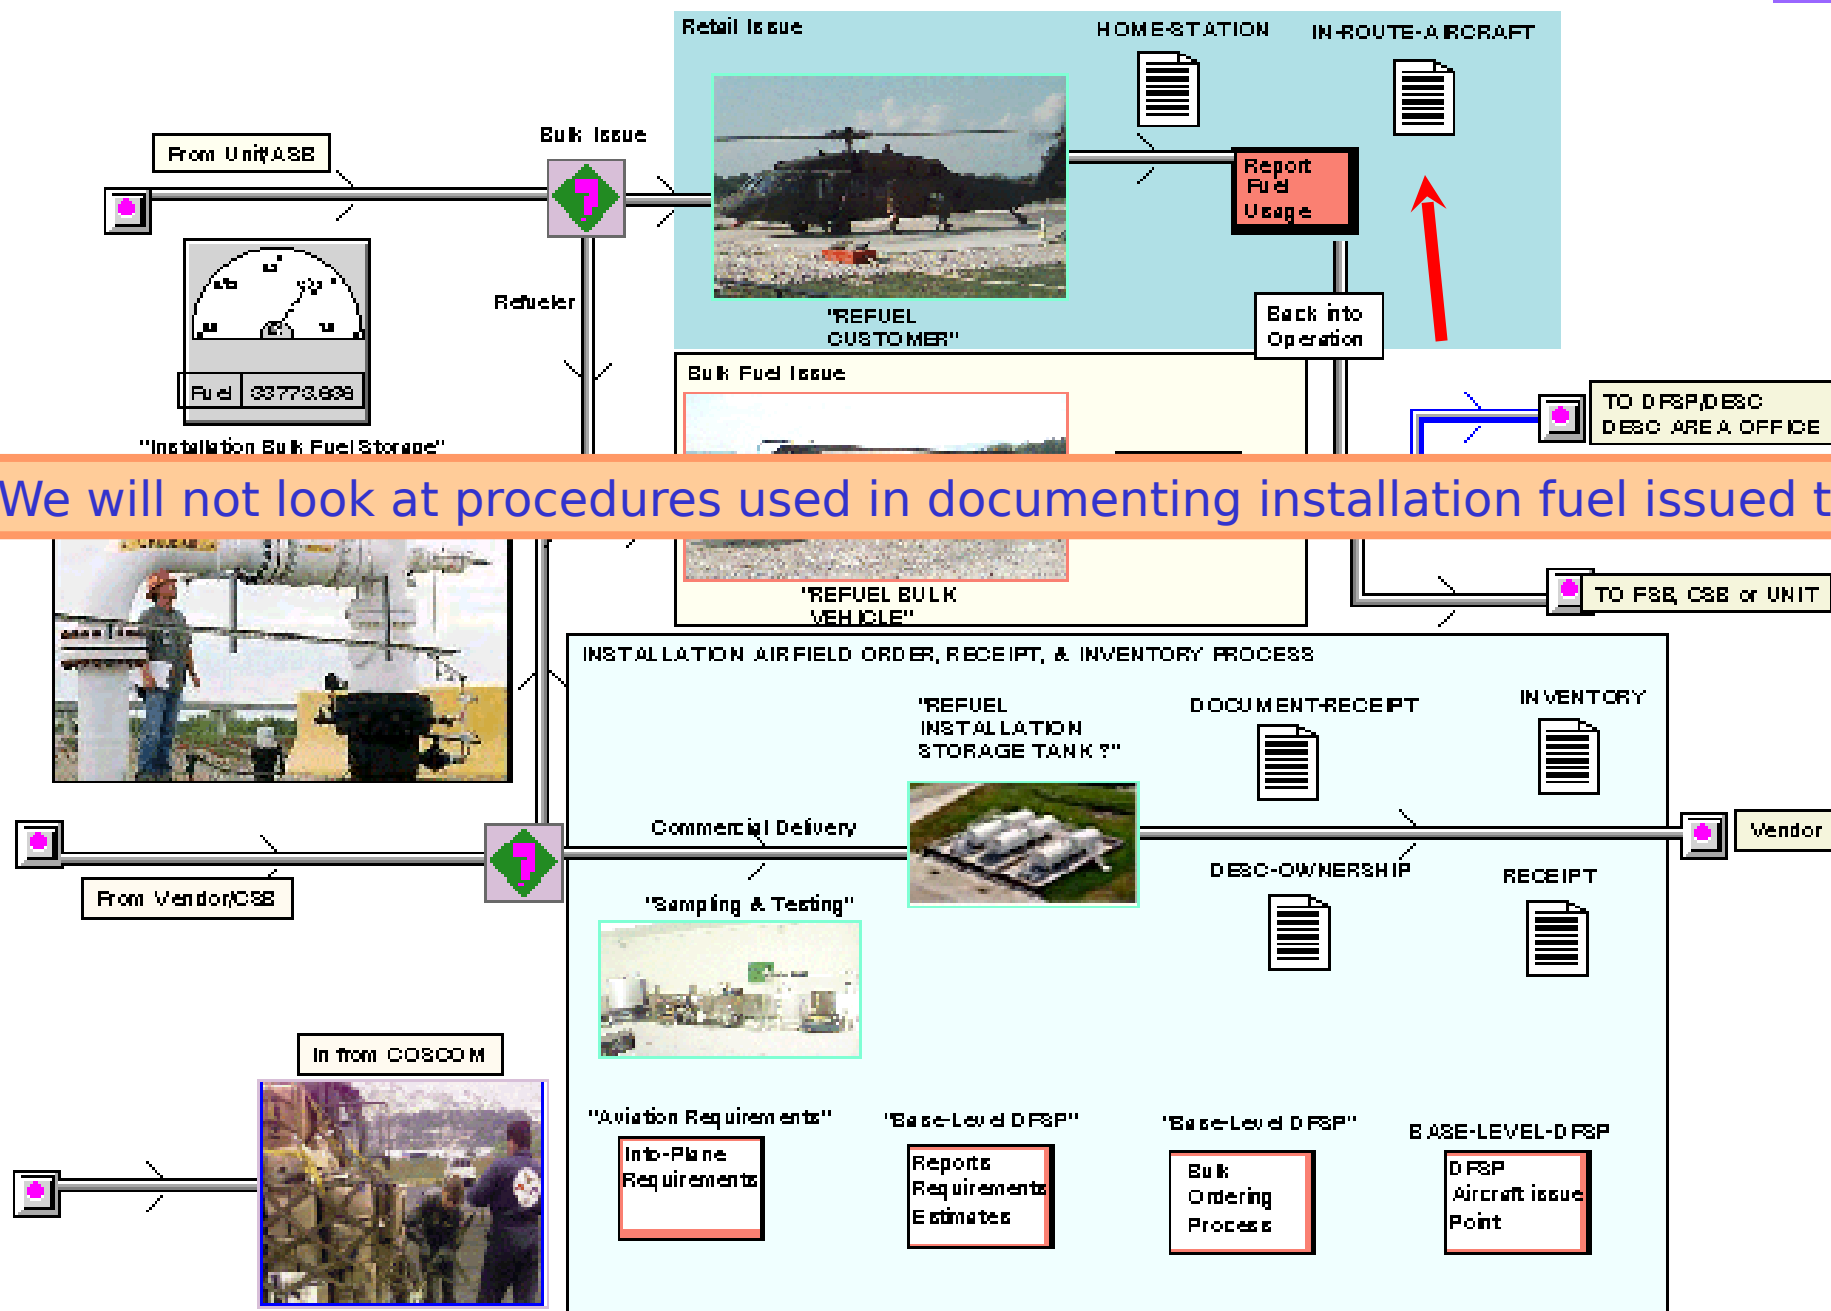 Retail Issue
HOME-STATION
IN-ROUTE-AIRCRAFT
From Unit/ASB
Bulk Issue
Report
Fuel
Usage
Refueler
"REFUEL
CUSTOMER"
Back into
Operation
Fuel
"Installation Bulk Fuel Storage"
Bulk Fuel Issue
TO DFSP/DESC
DESC AREA OFFICE
We will not look at procedures used in documenting installation fuel issued t
"REFUEL BULK
VEHICLE"
TO FSB, CSB or UNIT
INSTALLATION AIRFIELD ORDER, RECEIPT, & INVENTORY PROCESS
"REFUEL
INSTALLATION
STORAGE TANK ?"
DOCUMENT-RECEIPT
INVENTORY
Commercial Delivery
Vendor
From Vendor/CSB
DESC-OWNERSHIP
RECEIPT
"Sampling & Testing"
In from COSCOM
"Aviation Requirements"
Into-Plane
Requirements
"Base-Level DFSP"
Reports
Requirements
Estimates
"Base-Level DFSP"
Bulk
Ordering
Process
BASE-LEVEL-DFSP
DFSP
Aircraft issue
Point